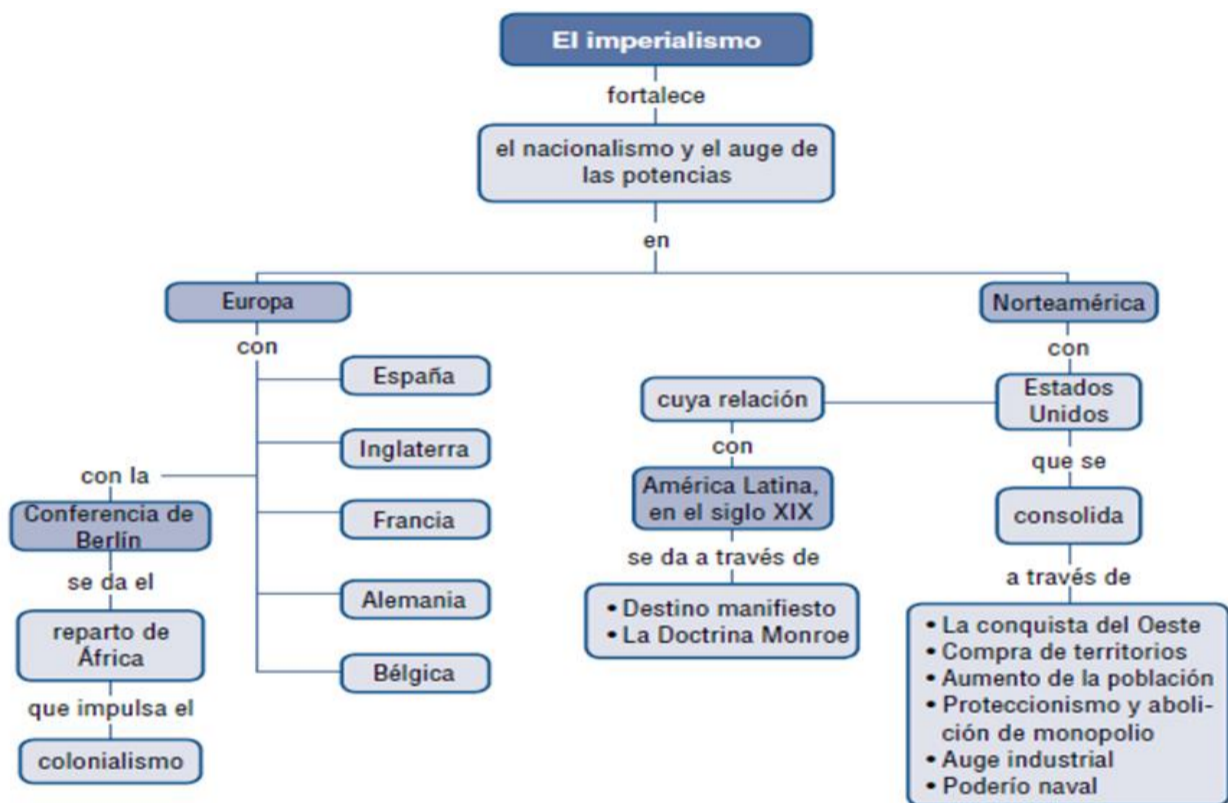 El imperialismo
fortalece
el nacionalismo y el auge de
las potencias
en
Europa
con
España
Inglaterra
Francia
Alemania
Bélgica
con la
Conferencia de
Berlín
se da el
reparto de
África
que impulsa el
colonialismo
Norteamérica
con
Estados
Unidos
cuya relación
con
América Latina,
en el siglo XIX
se da a través de
• Destino manifiesto
• La Doctrina Monroe
que se
consolida
a través de
• La conquista del Oeste
• Compra de territorios
• Aumento de la población
• Proteccionismo y aboli-
ción de monopolio
• Auge industrial
• Poderío naval